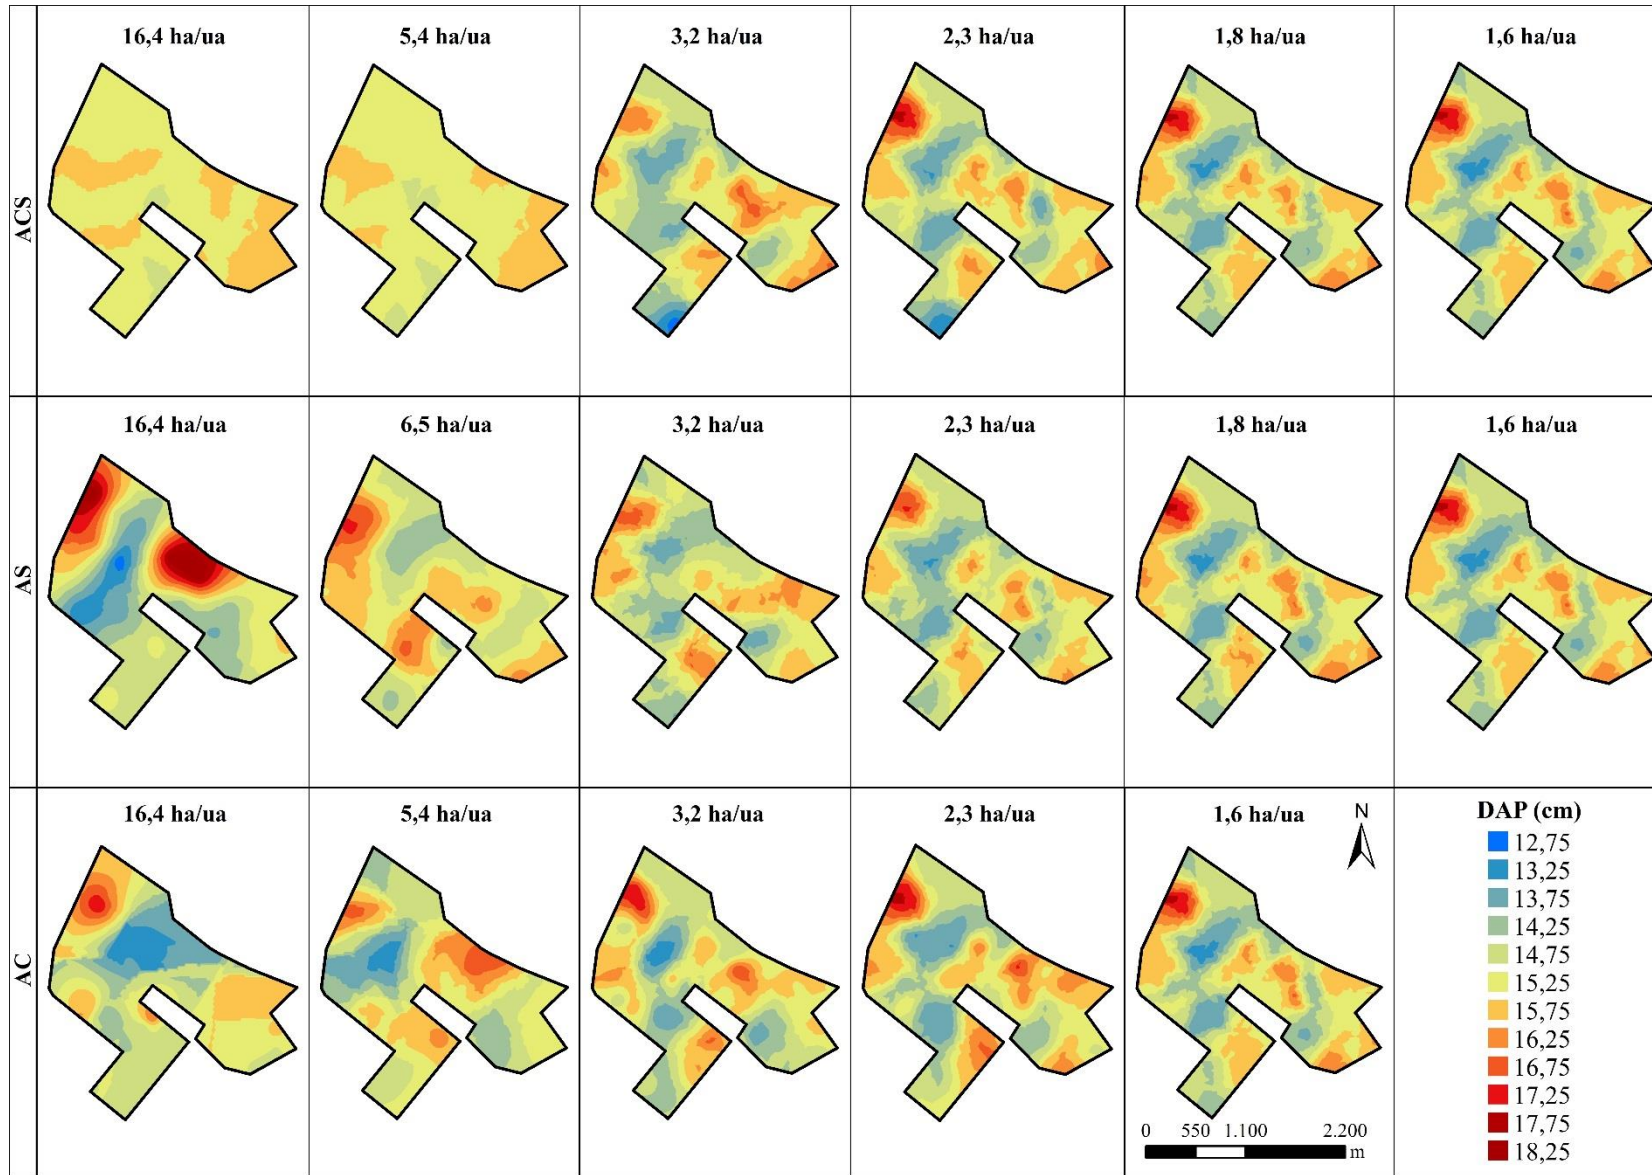 16,4 ha/ua 5,4 ha/ua 3,2 ha/ua 2,3 ha/ua 1,8 ha/ua 1,6 ha/ua
ACS
16,4 ha/ua 6,5 ha/ua 3,2 ha/ua 2,3 ha/ua 1,8 ha/ua 1,6 ha/ua
AS
16,4 ha/ua 5,4 ha/ua 3,2 ha/ua 2,3 ha/ua 1,6 ha/ua
AC
N
0 550 1.100 2.200
m
DAP (cm)
12,75
13,25
13,75
14,25
14,75
15,25
15,75
16,25
16,75
17,25
17,75
18,25